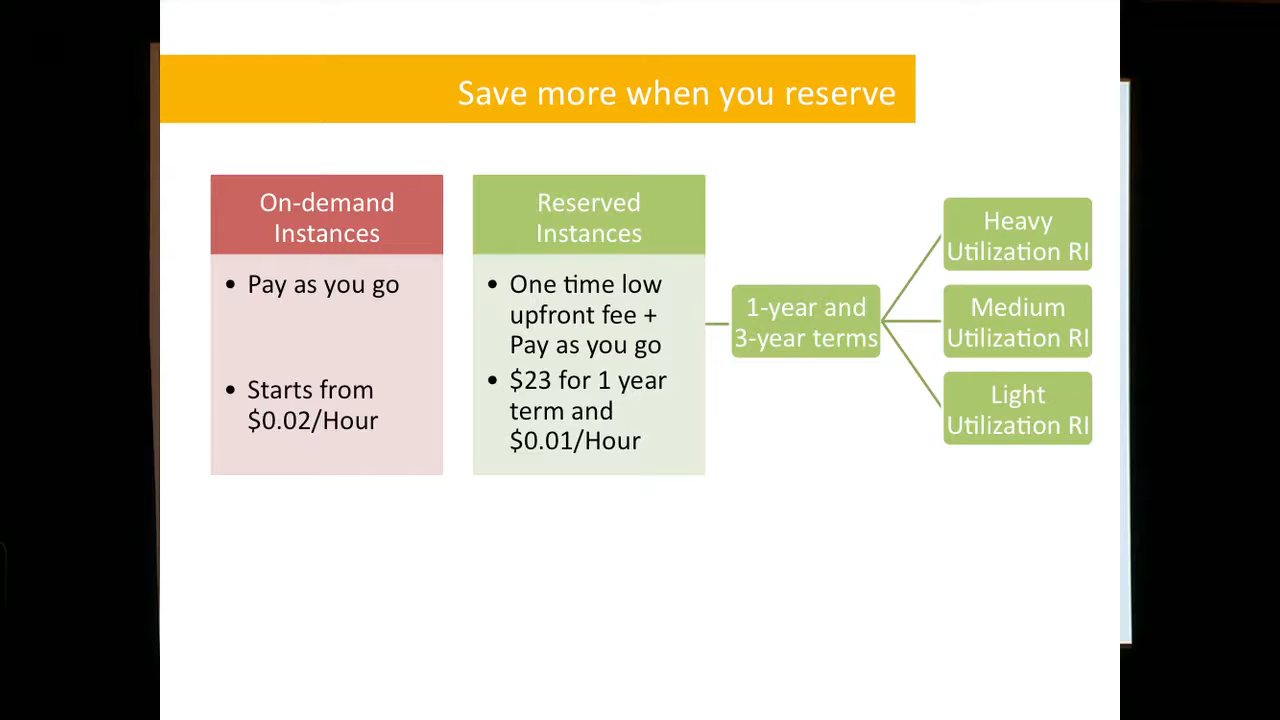 Save more when you reserve
On-demand
Instances
• Pay as you go
• Starts from
$0.02/Hour
Reserved
Instances
• One time low
upfront fee +
Pay as you go
• $23 for 1 year
term and
$0.01/Hour
1-year and
3-year terms
Heavy
Utilization RI
Medium
Utilization RI
Light
Utilization RI